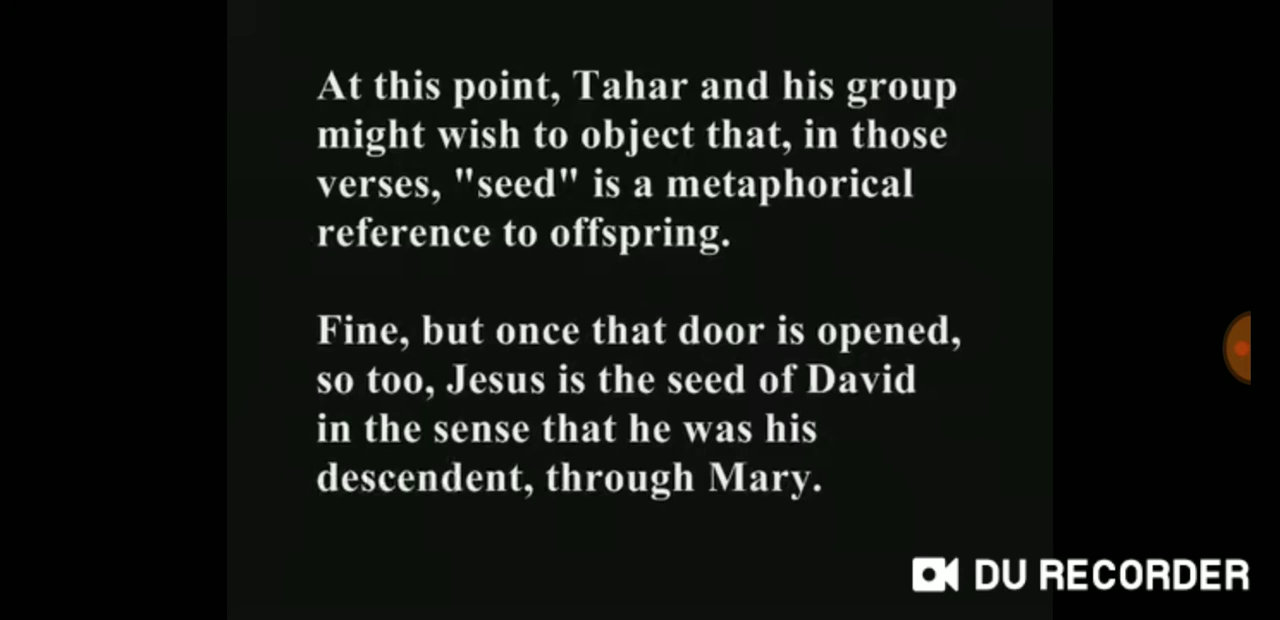 At this point, Tahar and his group
might wish to object that, in those
verses, "seed" is a metaphorical
reference to offspring.
Fine, but once that door is opened,
so too, Jesus is the seed of David
in the sense that he was his
descendent, through Mary.
DU RECORDER